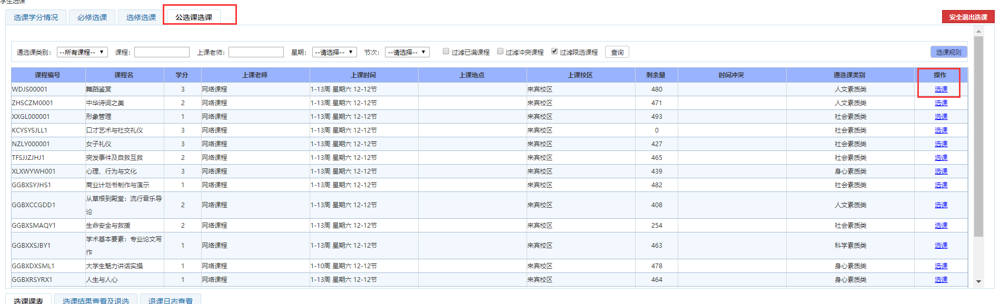 学生选课
选课学分情况 必修选课 选修选课 公选课选课 安全退出选课
通选课类别： --所有课程-- 课程： 上课老师： 星期： --请选择-- 节次： --请选择-- 过滤已满课程 过滤冲突课程 过滤限选课程 查询 选课规则
课程编号 课程名 学分 上课老师 上课时间 上课地点 上课校区 剩余量 时间冲突 通选课类别 操作
WDJS00001 舞蹈鉴赏 3 网络课程 1-13周 星期六 12-12节 来宾校区 480 人文素质类 选课
ZHSCZM0001 中华诗词之美 2 网络课程 1-13周 星期六 12-12节 来宾校区 471 人文素质类 选课
XXGL000001 形象管理 1 网络课程 1-13周 星期六 12-12节 来宾校区 493 社会素质类 选课
KCYSYSJLL1 口才艺术与社交礼仪 3 网络课程 1-13周 星期六 12-12节 来宾校区 0 社会素质类 选课
NZLY000001 女子礼仪 3 网络课程 1-13周 星期六 12-12节 来宾校区 427 社会素质类 选课
TFSJJZJHJ1 突发事件及自救互救 2 网络课程 1-13周 星期六 12-12节 来宾校区 465 社会素质类 选课
XLXWYWH001 心理、行为与文化 3 网络课程 1-13周 星期六 12-12节 来宾校区 439 身心素质类 选课
GGBXSYJHS1 商业计划书制作与演示 1 网络课程 1-13周 星期六 12-12节 来宾校区 482 社会素质类 选课
GGBXCCGDD1 从草根到殿堂：流行音乐导论 2 网络课程 1-13周 星期六 12-12节 来宾校区 408 人文素质类 选课
GGBXSMAQY1 生命安全与救援 2 网络课程 1-13周 星期六 12-12节 来宾校区 254 社会素质类 选课
GGBXXSJBY1 学术基本要素：专业论文写作 1 网络课程 1-13周 星期六 12-12节 来宾校区 463 科学素质类 选课
GGBXDXSML1 大学生魅力讲话实操 1 网络课程 1-10周 星期六 12-12节 来宾校区 478 身心素质类 选课
GGBXRSYRX1 人生与人心 1 网络课程 1-13周 星期六 12-12节 来宾校区 464 身心素质类 选课
选课课表 选课结果查看及退选 退课日志查看